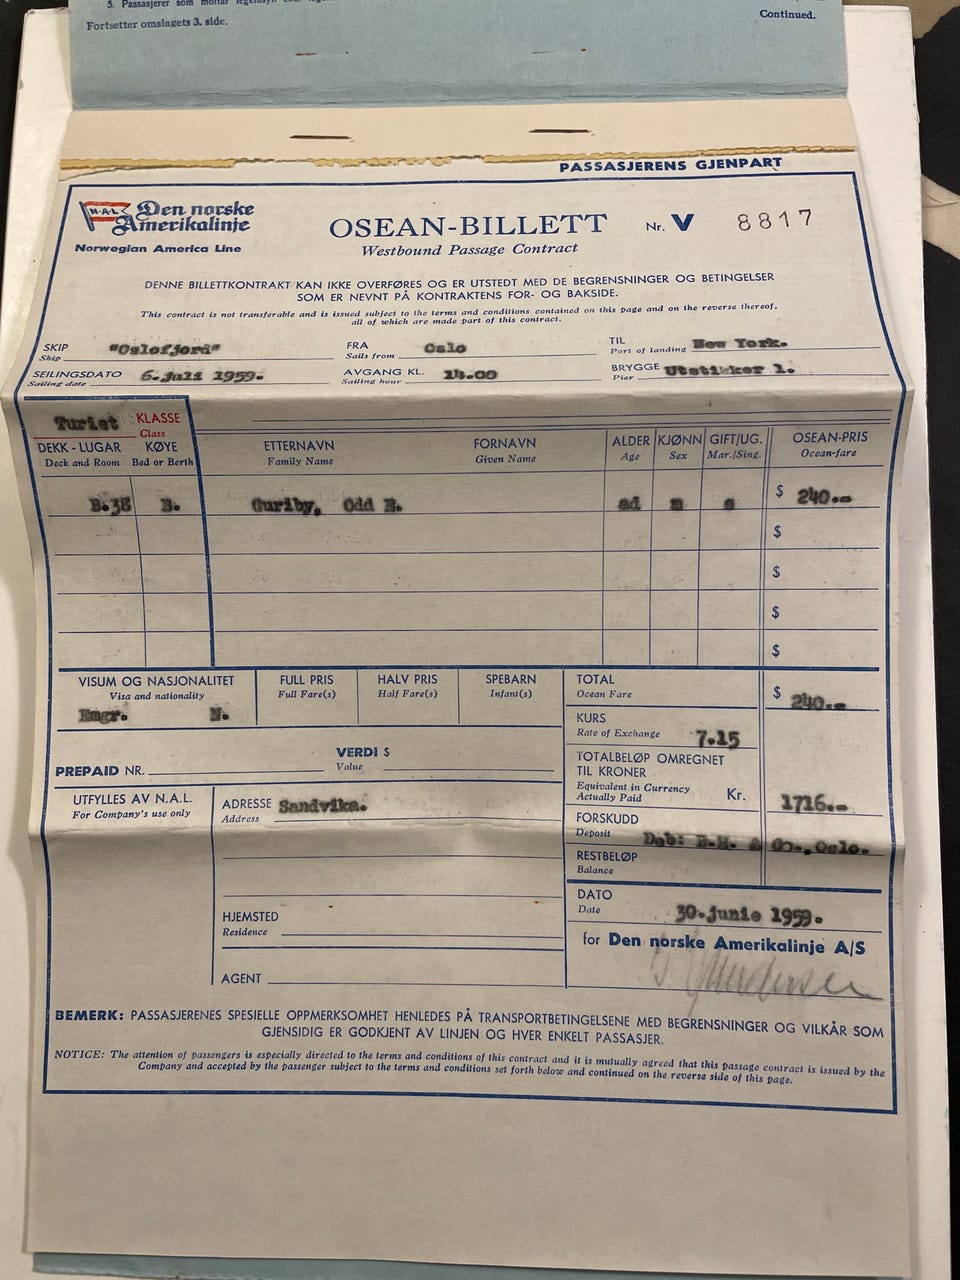 5. Passasjerer som mottar
Fortsetter omslagets 3. side.
Continued.
PASSASJERENS GJENPART
N·A·L Den norske Amerikalinje
Norwegian America Line
OSEAN-BILLETT
Westbound Passage Contract
Nr. V 8817
DENNE BILLETTKONTRAKT KAN IKKE OVERFØRES OG ER UTSTEDT MED DE BEGRENSNINGER OG BETINGELSER
SOM ER NEVNT PÅ KONTRAKTENS FOR- OG BAKSIDE.
This contract is not transferable and is issued subject to the terms and conditions contained on this page and on the reverse thereof,
all of which are made part of this contract.
SKIP "Oslofjord" FRA Oslo TIL New York.
Ship Sails from Port of landing
SEILINGSDATO 6.juli 1959. AVGANG KL. 14.00 BRYGGE Utstikker 1.
Sailing date Sailing hour Pier
Turist KLASSE
Class
DEKK - LUGAR KØYE ETTERNAVN FORNAVN ALDER KJØNN GIFT/UG. OSEAN-PRIS
Deck and Room Bed or Berth Family Name Given Name Age Sex Mar./Sing. Ocean-fare
B.38 B. Guriby, Odd N. ad m s $ 240.--
$
$
$
$
VISUM OG NASJONALITET FULL PRIS HALV PRIS SPEBARN TOTAL
Visa and nationality Full Fare(s) Half Fare(s) Infant(s) Ocean Fare $ 240.--
Emgr. N.
KURS
Rate of Exchange 7.15
PREPAID NR. VERDI $
Value
TOTALBELØP OMREGNET
TIL KRONER
Equivalent in Currency
Actually Paid Kr. 1716.--
UTFYLLES AV N.A.L.
For Company's use only
ADRESSE Sandvika.
Address
FORSKUDD
Deposit Deb: B.H. & Co., Oslo.
RESTBELØP
Balance
DATO
Date 30.junie 1959.
HJEMSTED
Residence
for Den norske Amerikalinje A/S
AGENT
BEMERK: PASSASJERENES SPESIELLE OPPMERKSOMHET HENLEDES PÅ TRANSPORTBETINGELSENE MED BEGRENSNINGER OG VILKÅR SOM
GJENSIDIG ER GODKJENT AV LINJEN OG HVER ENKELT PASSASJER.
NOTICE: The attention of passengers is especially directed to the terms and conditions of this contract and it is mutually agreed that this passage contract is issued by the
Company and accepted by the passenger subject to the terms and conditions set forth below and continued on the reverse side of this page.